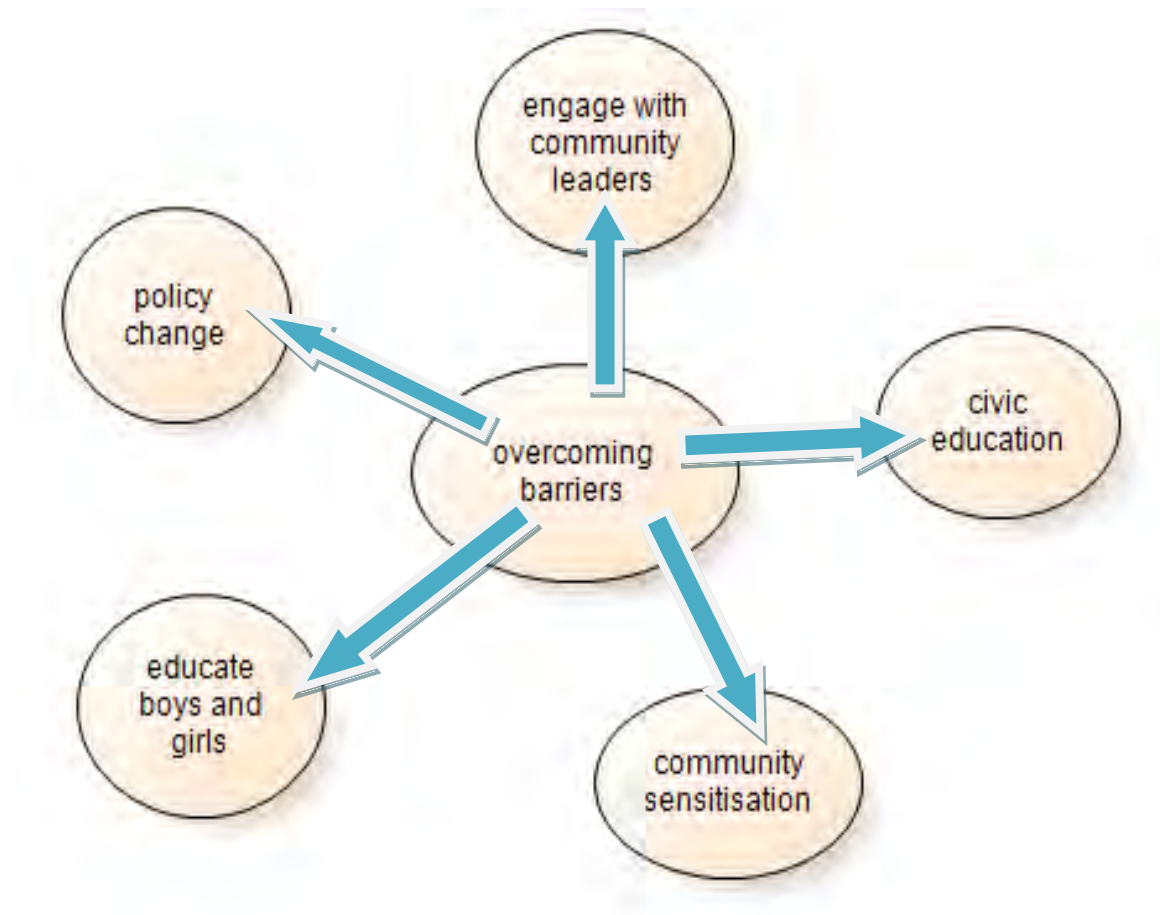 engage with
community
leaders
policy
change
civic
education
overcoming
barriers
educate
boys and
girls
community
sensitisation